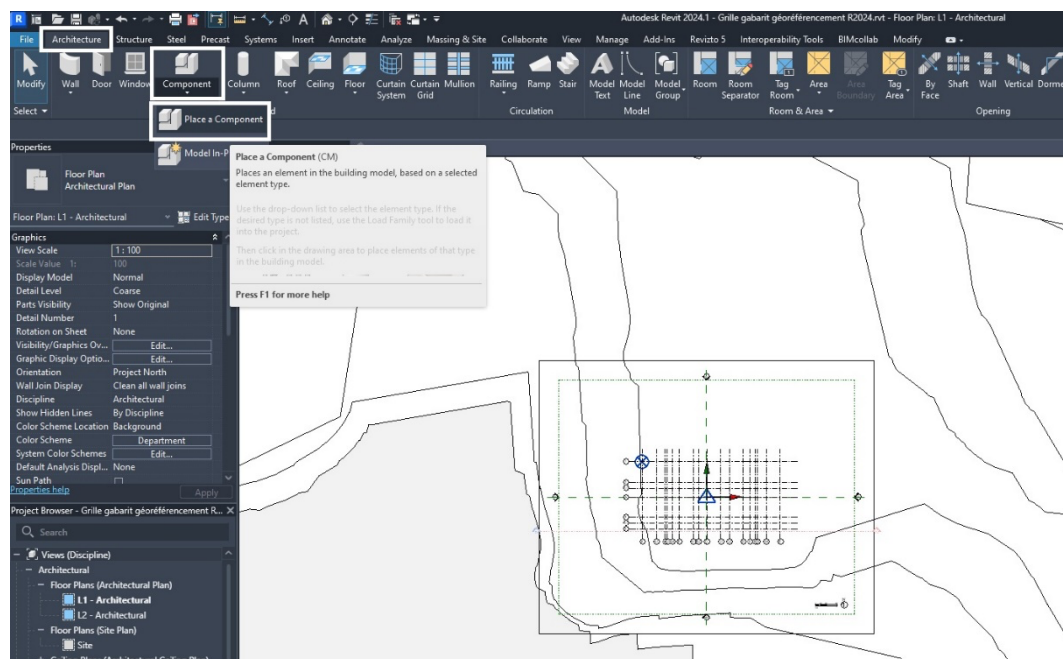 Autodesk Revit 2024.1 - Grille gabarit géoréférencement R2024.rvt - Floor Plan: L1 - Architectural
File Architecture Structure Steel Precast Systems Insert Annotate Analyze Massing & Site Collaborate View Manage Add-Ins Revizto 5 Interoperability Tools BIMcollab Modify
Modify Wall Door Window Component Column Roof Ceiling Floor Curtain System Curtain Grid Mullion Railing Ramp Stair Model Text Model Line Model Group Room Room Separator Tag Room Area Area Boundary Tag Area By Face Shaft Wall Vertical Dorme
Select Circulation Model Room & Area Opening
Place a Component
Model In-P
Properties
Place a Component (CM)
Places an element in the building model, based on a selected
element type.
Use the drop-down list to select the element type. If the
desired type is not listed, use the Load Family tool to load it
into the project.
Then click in the drawing area to place elements of that type
in the building model.
Press F1 for more help
Floor Plan
Architectural Plan
Floor Plan: L1 - Architectural Edit Type
Graphics
View Scale 1 : 100
Scale Value 1: 100
Display Model Normal
Detail Level Coarse
Parts Visibility Show Original
Detail Number 1
Rotation on Sheet None
Visibility/Graphics Ov... Edit...
Graphic Display Optio... Edit...
Orientation Project North
Wall Join Display Clean all wall joins
Discipline Architectural
Show Hidden Lines By Discipline
Color Scheme Location Background
Color Scheme Department
System Color Schemes Edit...
Default Analysis Displ... None
Sun Path
Properties help Apply
Project Browser - Grille gabarit géoréférencement R... X
Search
Views (Discipline)
Architectural
Floor Plans (Architectural Plan)
L1 - Architectural
L2 - Architectural
Floor Plans (Site Plan)
Site